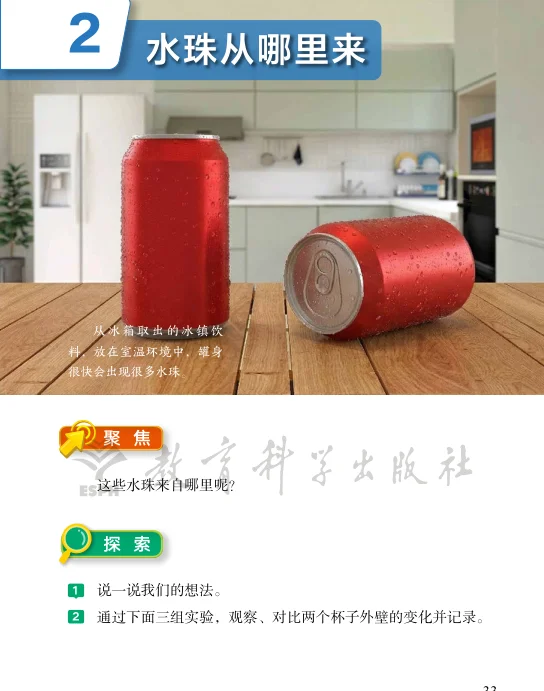 2
水珠从哪里来
从冰箱取出的冰镇饮
料，放在室温环境中，罐身
很快会出现很多水珠
聚焦
教育科学出版社
ESPH
这些水珠来自哪里呢？
探索
1 说一说我们的想法。
2 通过下面三组实验，观察、对比两个杯子外壁的变化并记录。